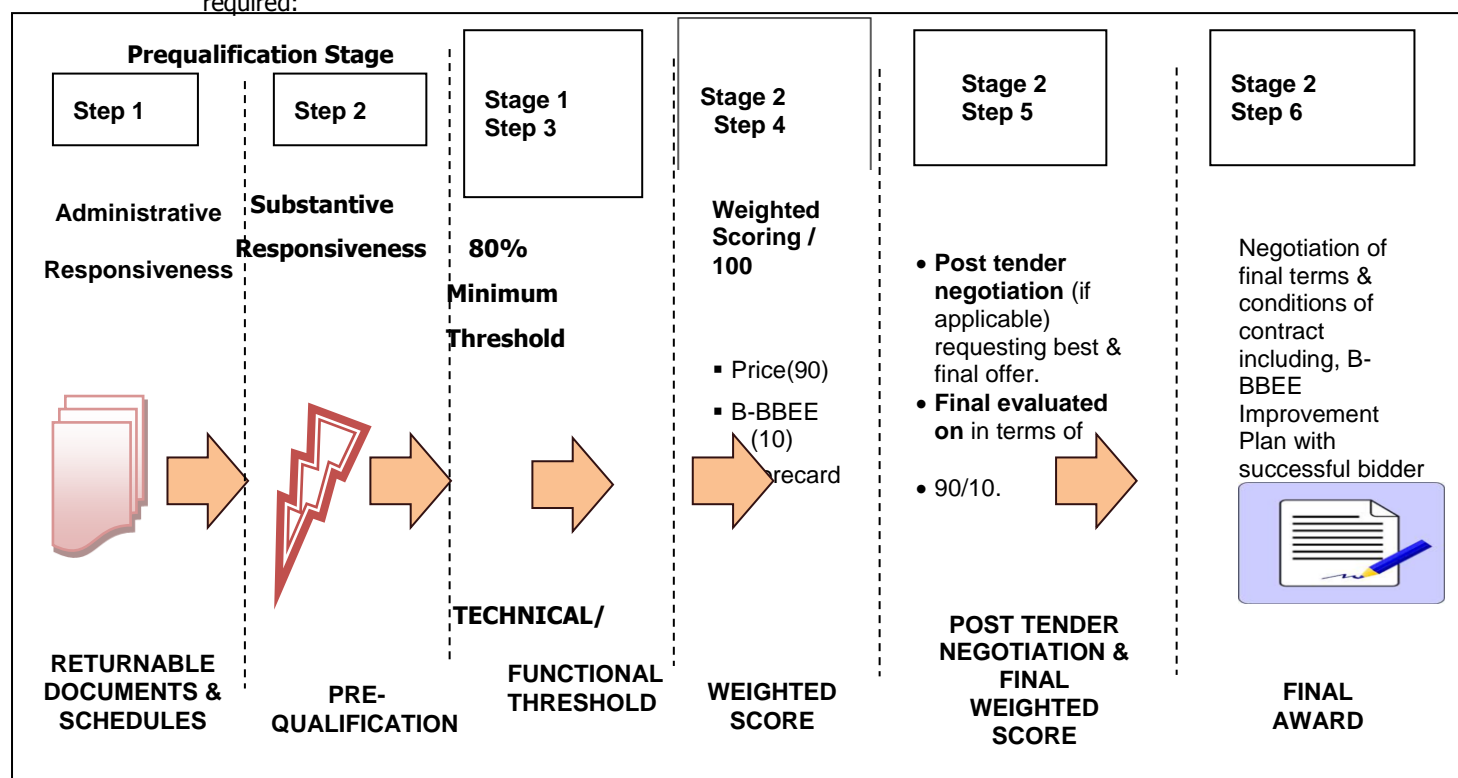 required:
Prequalification Stage
Step 1
Step 2
Stage 1
Step 3
Stage 2
Step 4
Stage 2
Step 5
Stage 2
Step 6
Administrative
Responsiveness
Substantive
Responsiveness
80%
Minimum
Threshold
Weighted
Scoring /
100
▪ Price(90)
▪ B-BBEE
(10)
• Post tender
negotiation (if
applicable)
requesting best &
final offer.
• Final evaluated
on in terms of
• 90/10.
Negotiation of
final terms &
conditions of
contract
including, B-
BBEE
Improvement
Plan with
successful bidder
RETURNABLE
DOCUMENTS &
SCHEDULES
PRE-
QUALIFICATION
TECHNICAL/
FUNCTIONAL
THRESHOLD
WEIGHTED
SCORE
POST TENDER
NEGOTIATION &
FINAL
WEIGHTED
SCORE
FINAL
AWARD